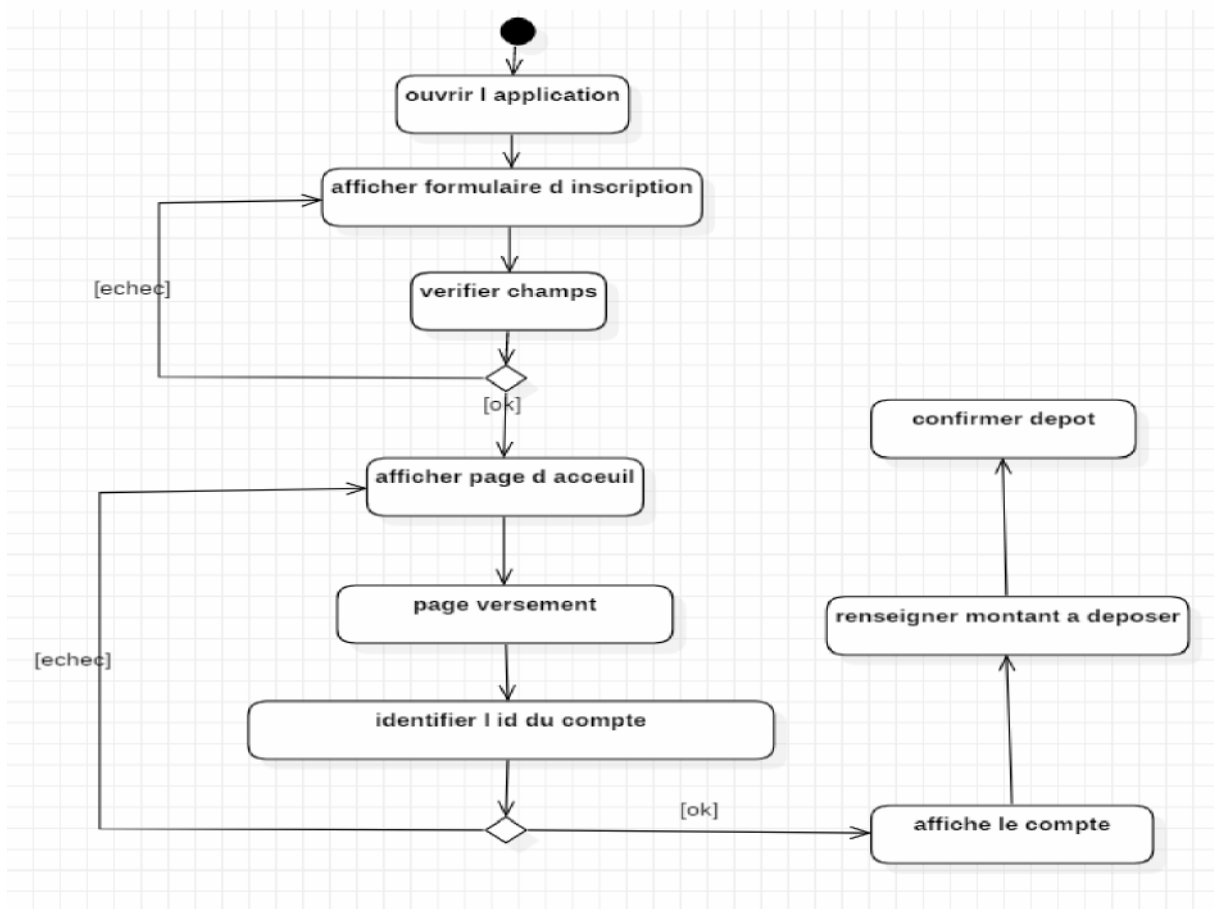 ouvrir l application
afficher formulaire d inscription
[echec]
verifier champs
[ok]
confirmer depot
afficher page d acceuil
page versement
renseigner montant a deposer
[echec]
identifier l id du compte
[ok]
affiche le compte